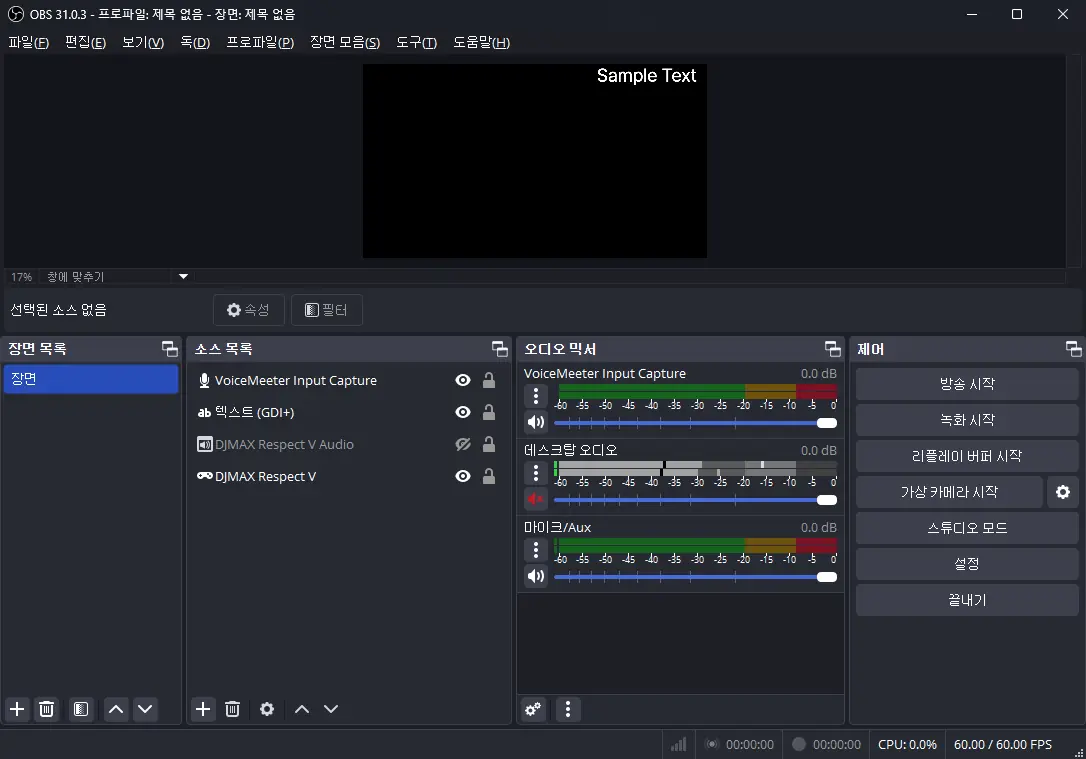 OBS 31.0.3 - 프로파일: 제목 없음 - 장면: 제목 없음
파일(F) 편집(E) 보기(V) 독(D) 프로파일(P) 장면 모음(S) 도구(T) 도움말(H)
Sample Text
17% 창에 맞추기
선택된 소스 없음 속성 필터
장면 목록
장면
소스 목록
VoiceMeeter Input Capture
ab 텍스트 (GDI+)
DJMAX Respect V Audio
DJMAX Respect V
오디오 믹서
VoiceMeeter Input Capture 0.0 dB
-60 -55 -50 -45 -40 -35 -30 -25 -20 -15 -10 -5 0
데스크탑 오디오 0.0 dB
-60 -55 -50 -45 -40 -35 -30 -25 -20 -15 -10 -5 0
마이크/Aux 0.0 dB
-60 -55 -50 -45 -40 -35 -30 -25 -20 -15 -10 -5 0
제어
방송 시작
녹화 시작
리플레이 버퍼 시작
가상 카메라 시작
스튜디오 모드
설정
끝내기
00:00:00 00:00:00 CPU: 0.0% 60.00 / 60.00 FPS